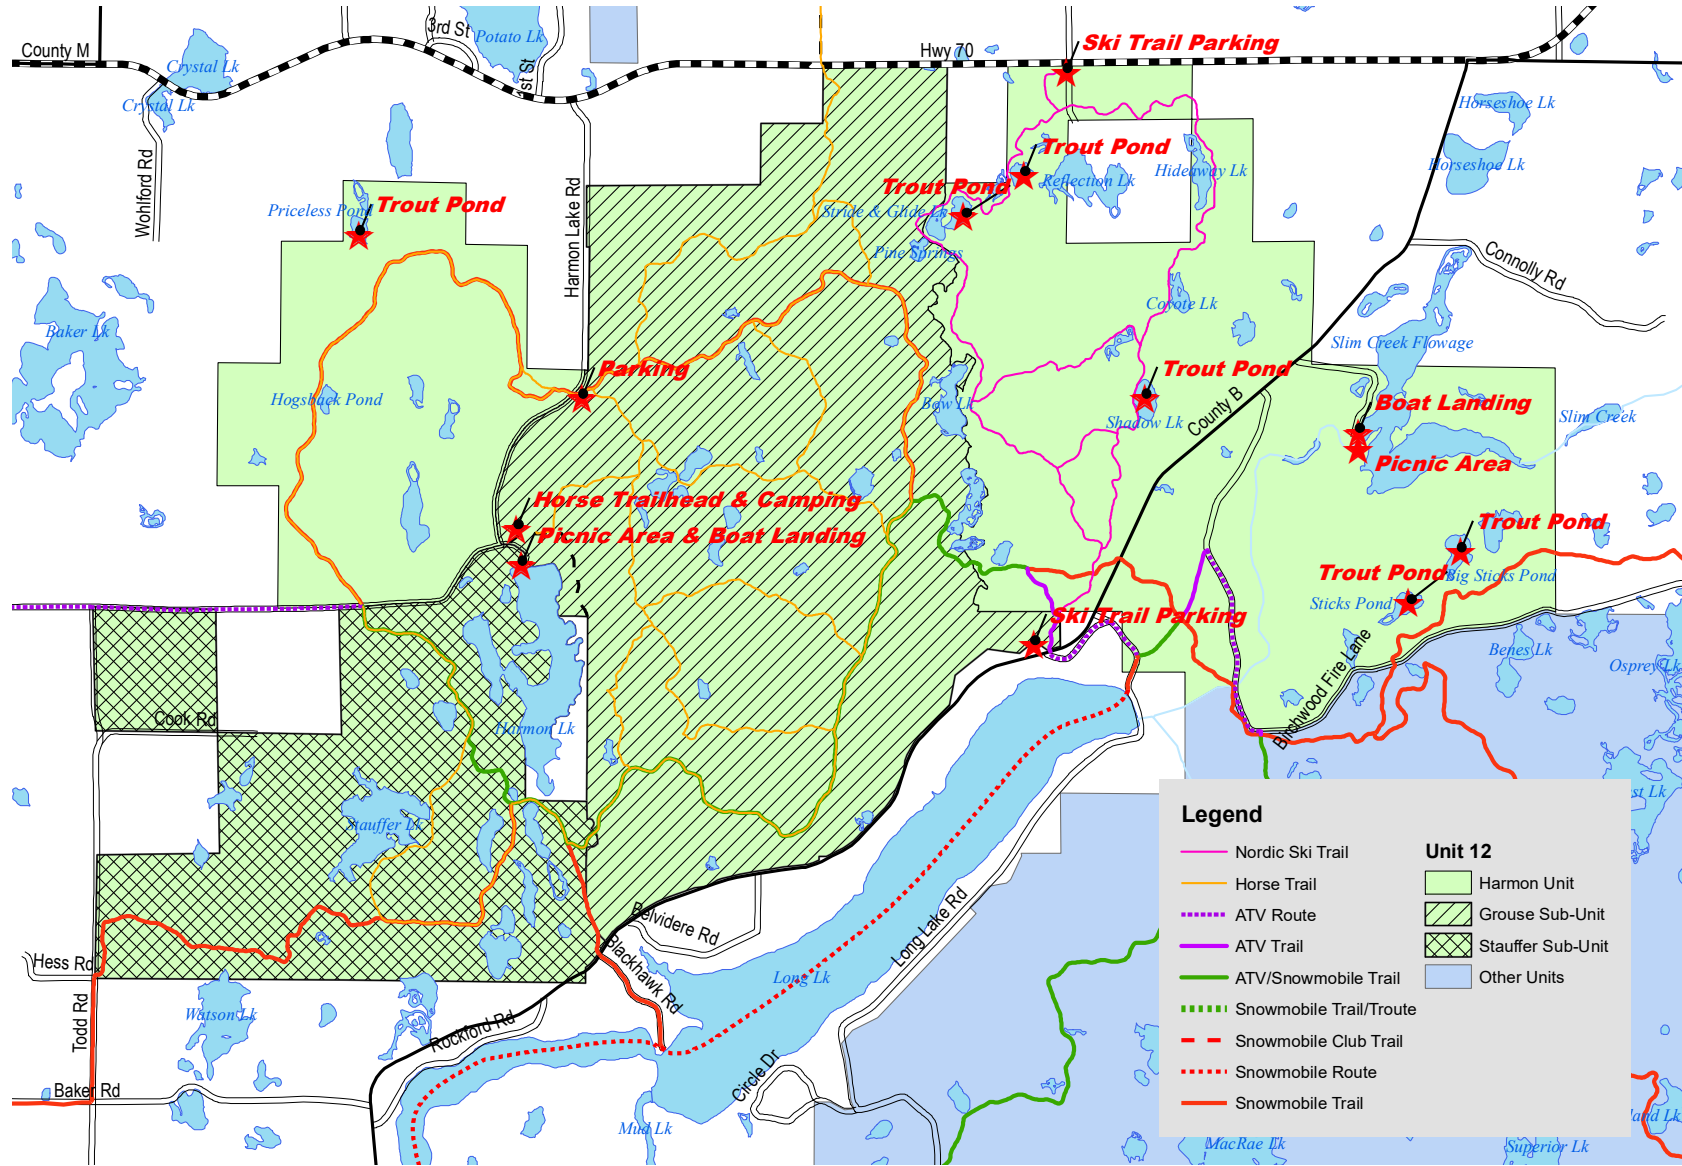 3rd St
Potato Lk
County M
Hwy 70
Ski Trail Parking
Crystal Lk
1st St
Crystal Lk
Horseshoe Lk
Wohlford Rd
Trout Pond
Horseshoe Lk
Hideaway Lk
Reflection Lk
Trout Pond
Harmon Lake Rd
Priceless Pond
Trout Pond
Stride & Glide Lk
Pine Springs
Connolly Rd
Coyote Lk
Baker Lk
Slim Creek Flowage
Parking
Trout Pond
Hogsback Pond
Bow Lk
County B
Boat Landing
Shadow Lk
Slim Creek
Picnic Area
Horse Trailhead & Camping
Picnic Area & Boat Landing
Trout Pond
Trout Pond
Big Sticks Pond
Sticks Pond
Ski Trail Parking
Benes Lk
Osprey Lk
Birchwood Fire Lane
Cook Rd
Harmon Lk
st Lk
Stauffer Lk
Belvidere Rd
Long Lake Rd
Hess Rd
Blackhawk Rd
Long Lk
Todd Rd
Watson Lk
Rockford Rd
Circle Dr
Baker Rd
Mud Lk
MacRae Lk
Superior Lk
land Lk
Legend
Nordic Ski Trail
Horse Trail
ATV Route
ATV Trail
ATV/Snowmobile Trail
Snowmobile Trail/Troute
Snowmobile Club Trail
Snowmobile Route
Snowmobile Trail
Unit 12
Harmon Unit
Grouse Sub-Unit
Stauffer Sub-Unit
Other Units